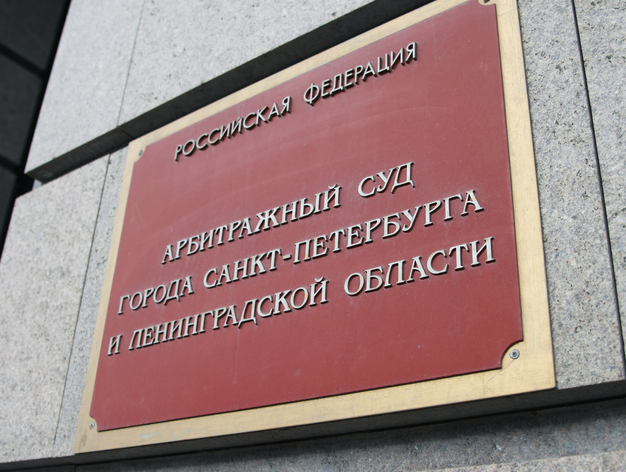 РОССИЙСКАЯ ФЕДЕРАЦИЯ
АРБИТРАЖНЫЙ СУД
ГОРОДА САНКТ-ПЕТЕРБУРГА
И ЛЕНИНГРАДСКОЙ ОБЛАСТИ